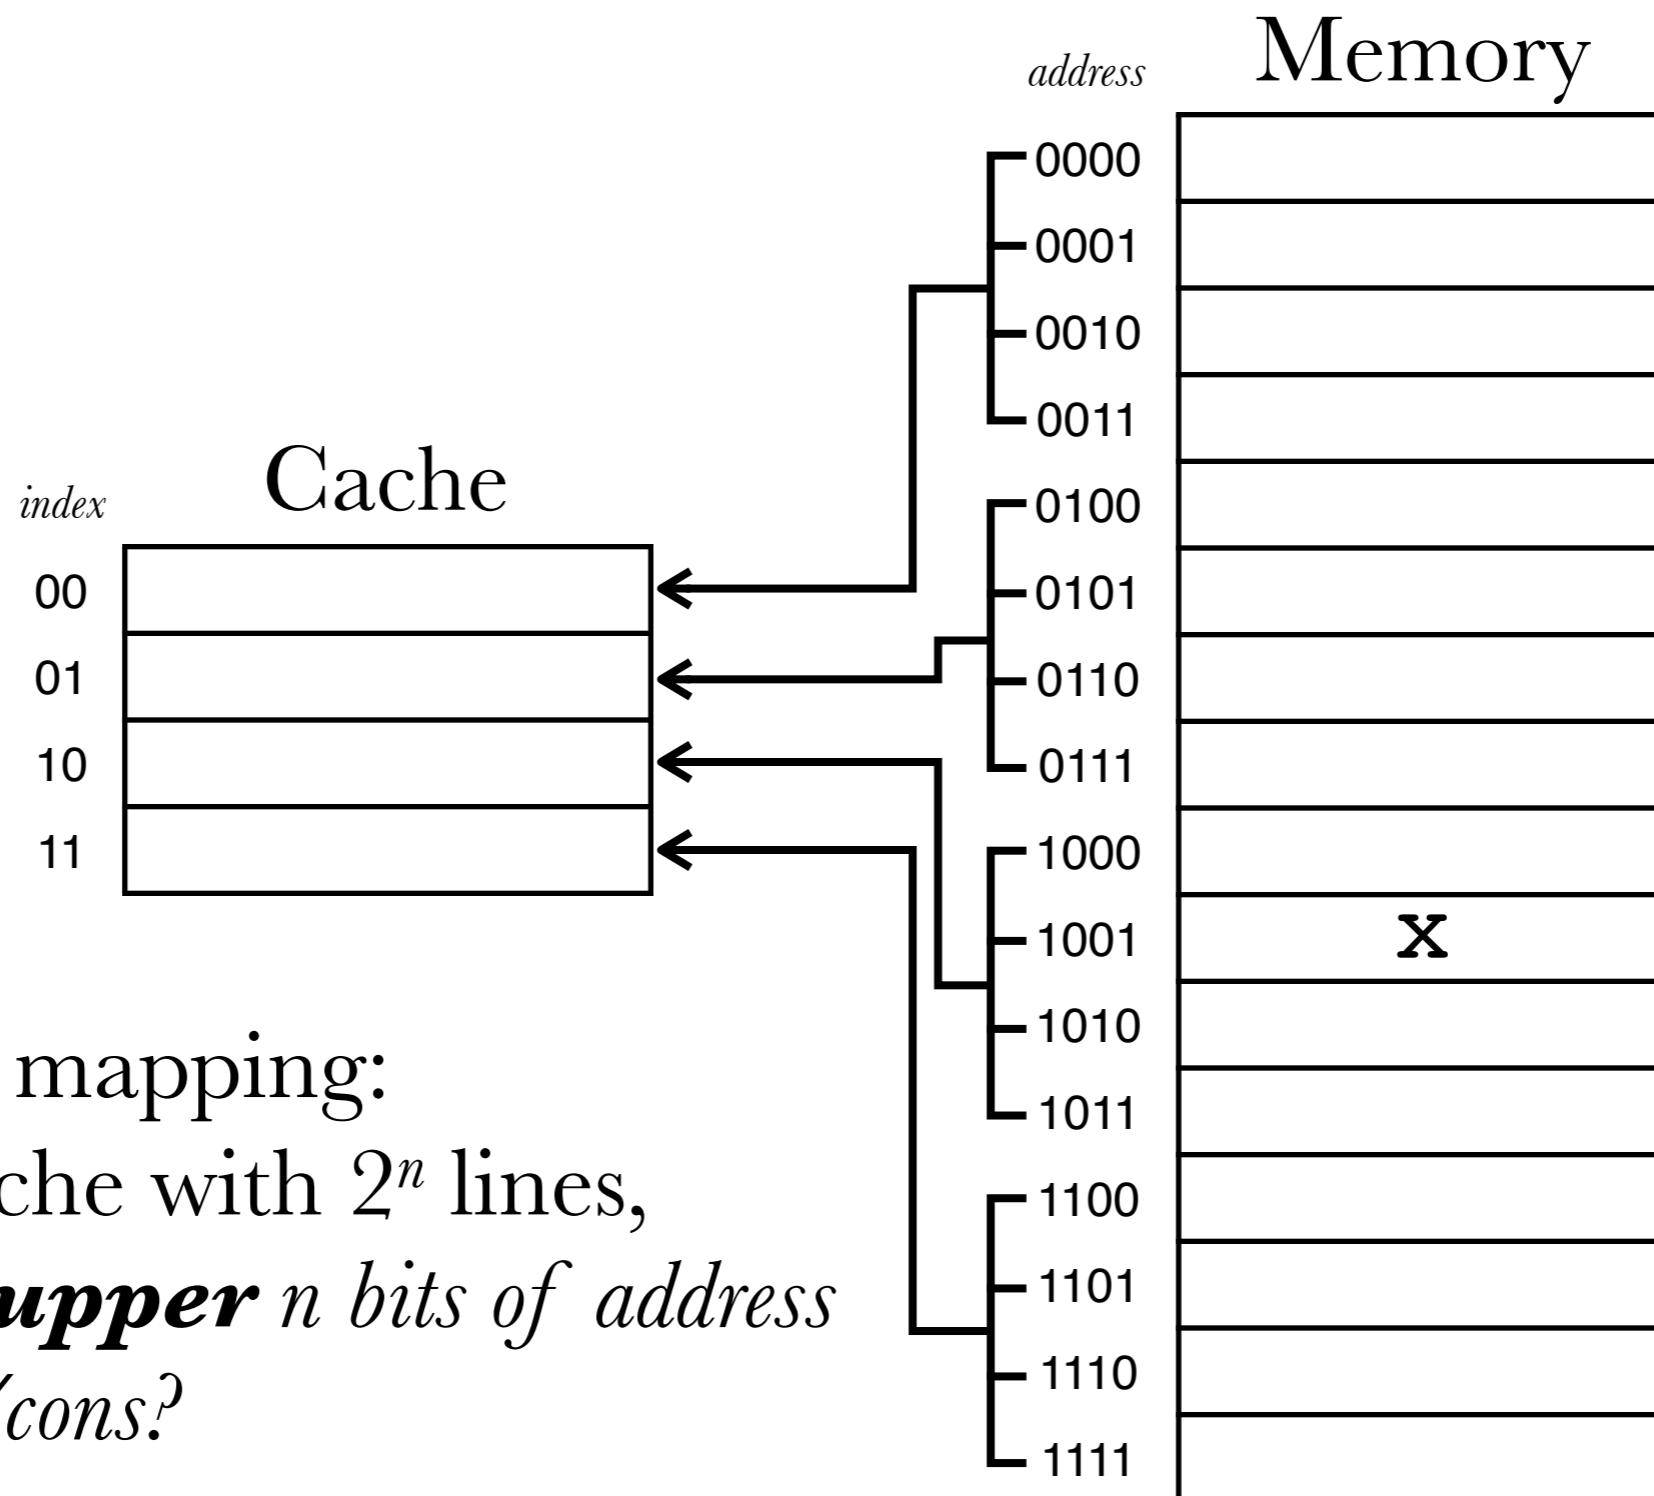 Memory
address
0000
0001
0010
0011
0100
0101
0110
0111
1000
1001 x
1010
1011
1100
1101
1110
1111
Cache
index
00
01
10
11
mapping:
che with 2ⁿ lines,
upper n bits of address
/cons?